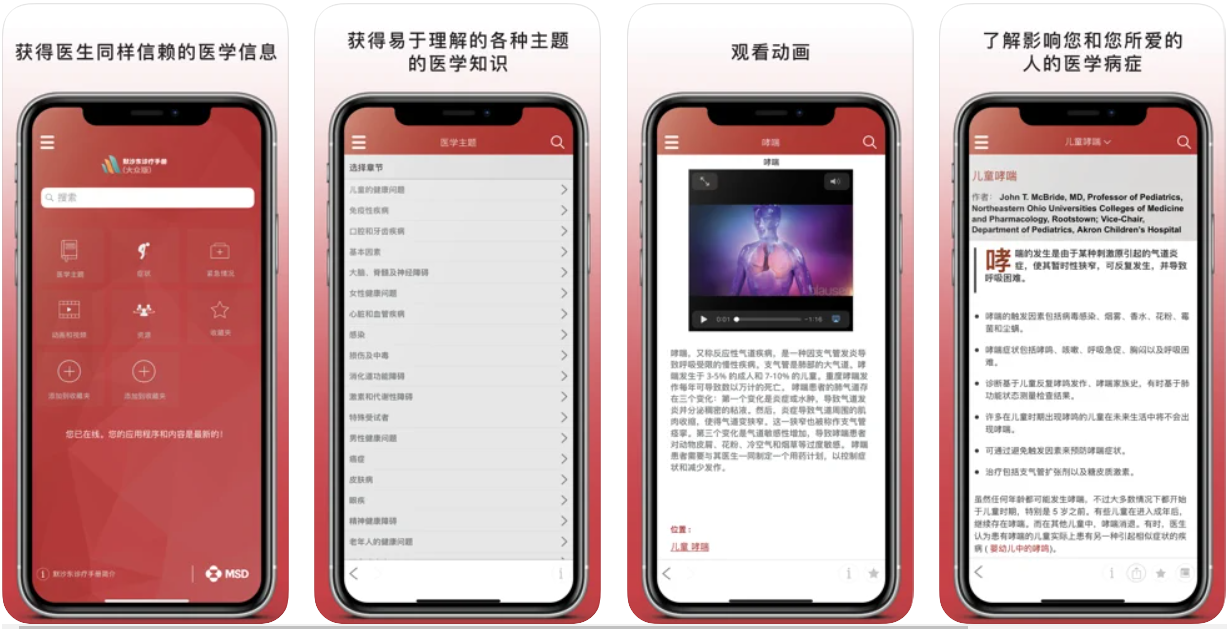 获得医生同样信赖的医学信息
默沙东诊疗手册
(大众版)
搜索
医学主题
症状
紧急情况
动画和视频
资源
收藏夹
添加到收藏夹
添加到收藏夹
您已在线。您的应用程序和内容是最新的!
默沙东诊疗手册简介
MSD
获得易于理解的各种主题
的医学知识
医学主题
选择章节
儿童的健康问题
免疫性疾病
口腔和牙齿疾病
基本因素
大脑、脊髓及神经障碍
女性健康问题
心脏和血管疾病
感染
损伤及中毒
消化道功能障碍
激素和代谢性障碍
特殊受试者
男性健康问题
癌症
皮肤病
眼疾
精神健康障碍
老年人的健康问题
观看动画
哮喘
哮喘
0:01
-1:16
哮喘,又称反应性气道疾病,是一种因支气管发炎导
致呼吸受限的慢性疾病。支气管是肺部的大气道。哮
喘发生于 3-5% 的成人和 7-10% 的儿童。重度哮喘发
作每年可导致数以万计的死亡。 哮喘患者的肺气道存
在三个变化: 第一个变化是炎症或水肿,导致气道发
炎并分泌稠密的粘液。然后,炎症导致气道周围的肌
肉收缩,使得气道变狭窄。这一狭窄也被称作支气管
痉挛。第三个变化是气道敏感性增加,导致哮喘患者
对动物皮屑、花粉、冷空气和烟草等过度敏感。 哮喘
患者需要与其医生一同制定一个用药计划,以控制症
状和减少发作。
位置:
儿童 哮喘
了解影响您和您所爱的
人的医学病症
儿童哮喘
儿童哮喘
作者: John T. McBride, MD, Professor of Pediatrics,
Northeastern Ohio Universities Colleges of Medicine
and Pharmacology, Rootstown; Vice-Chair,
Department of Pediatrics, Akron Children's Hospital
哮喘的发生是由于某种刺激原引起的气道炎
症,使其暂时性狭窄,可反复发生,并导致
呼吸困难。
哮喘的触发因素包括病毒感染、烟雾、香水、花粉、霉
菌和尘螨。
哮喘症状包括哮鸣、咳嗽、呼吸急促、胸闷以及呼吸困
难。
诊断基于儿童反复哮鸣发作、哮喘家族史,有时基于肺
功能状态测量检查结果。
许多在儿童时期出现哮鸣的儿童在未来生活中将不会出
现哮鸣。
可通过避免触发因素来预防哮喘症状。
治疗包括支气管扩张剂以及糖皮质激素。
虽然任何年龄都可能发生哮喘,不过大多数情况下都开始
于儿童时期,特别是 5 岁之前。有些儿童在进入成年后,
继续存在哮喘。而在其他儿童中,哮喘消退。有时,医生
认为患有哮喘的儿童实际上患有另一种引起相似症状的疾
病 ( 婴幼儿中的哮鸣)。